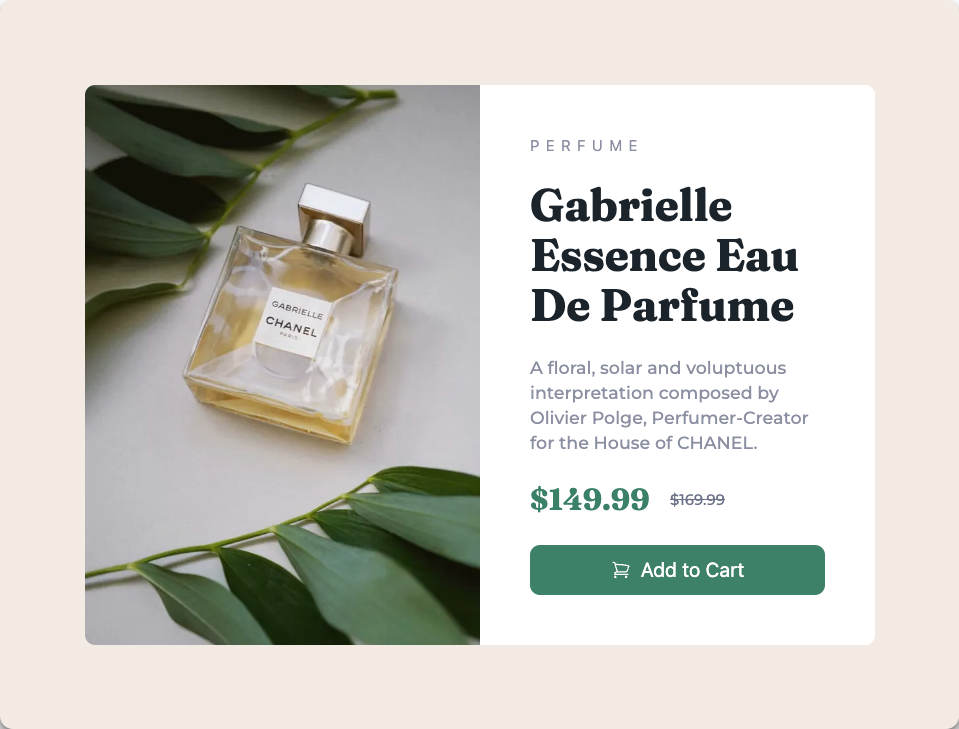 GABRIELLE
CHANEL
PARIS
PERFUME
Gabrielle
Essence Eau
De Parfume
A floral, solar and voluptuous
interpretation composed by
Olivier Polge, Perfumer-Creator
for the House of CHANEL.
$149.99 $169.99
Add to Cart